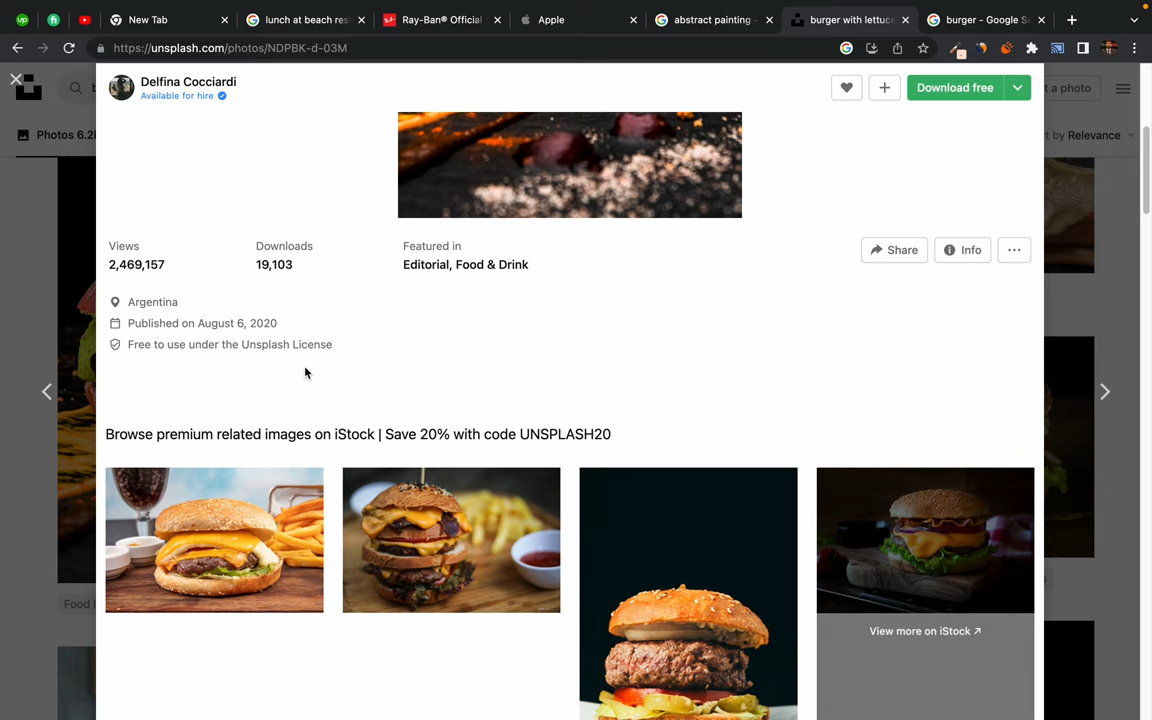 New Tab
lunch at beach res
Ray-Ban® Official
Apple
abstract painting -
burger with lettuce
burger - Google Se
https://unsplash.com/photos/NDPBK-d-03M
Delfina Cocciardi
Available for hire
Download free
t a photo
Photos 6.2
t by Relevance
Views
Downloads
Featured in
2,469,157
19,103
Editorial, Food & Drink
Share
Info
Argentina
Published on August 6, 2020
Free to use under the Unsplash License
Browse premium related images on iStock | Save 20% with code UNSPLASH20
Food
View more on iStock ↗